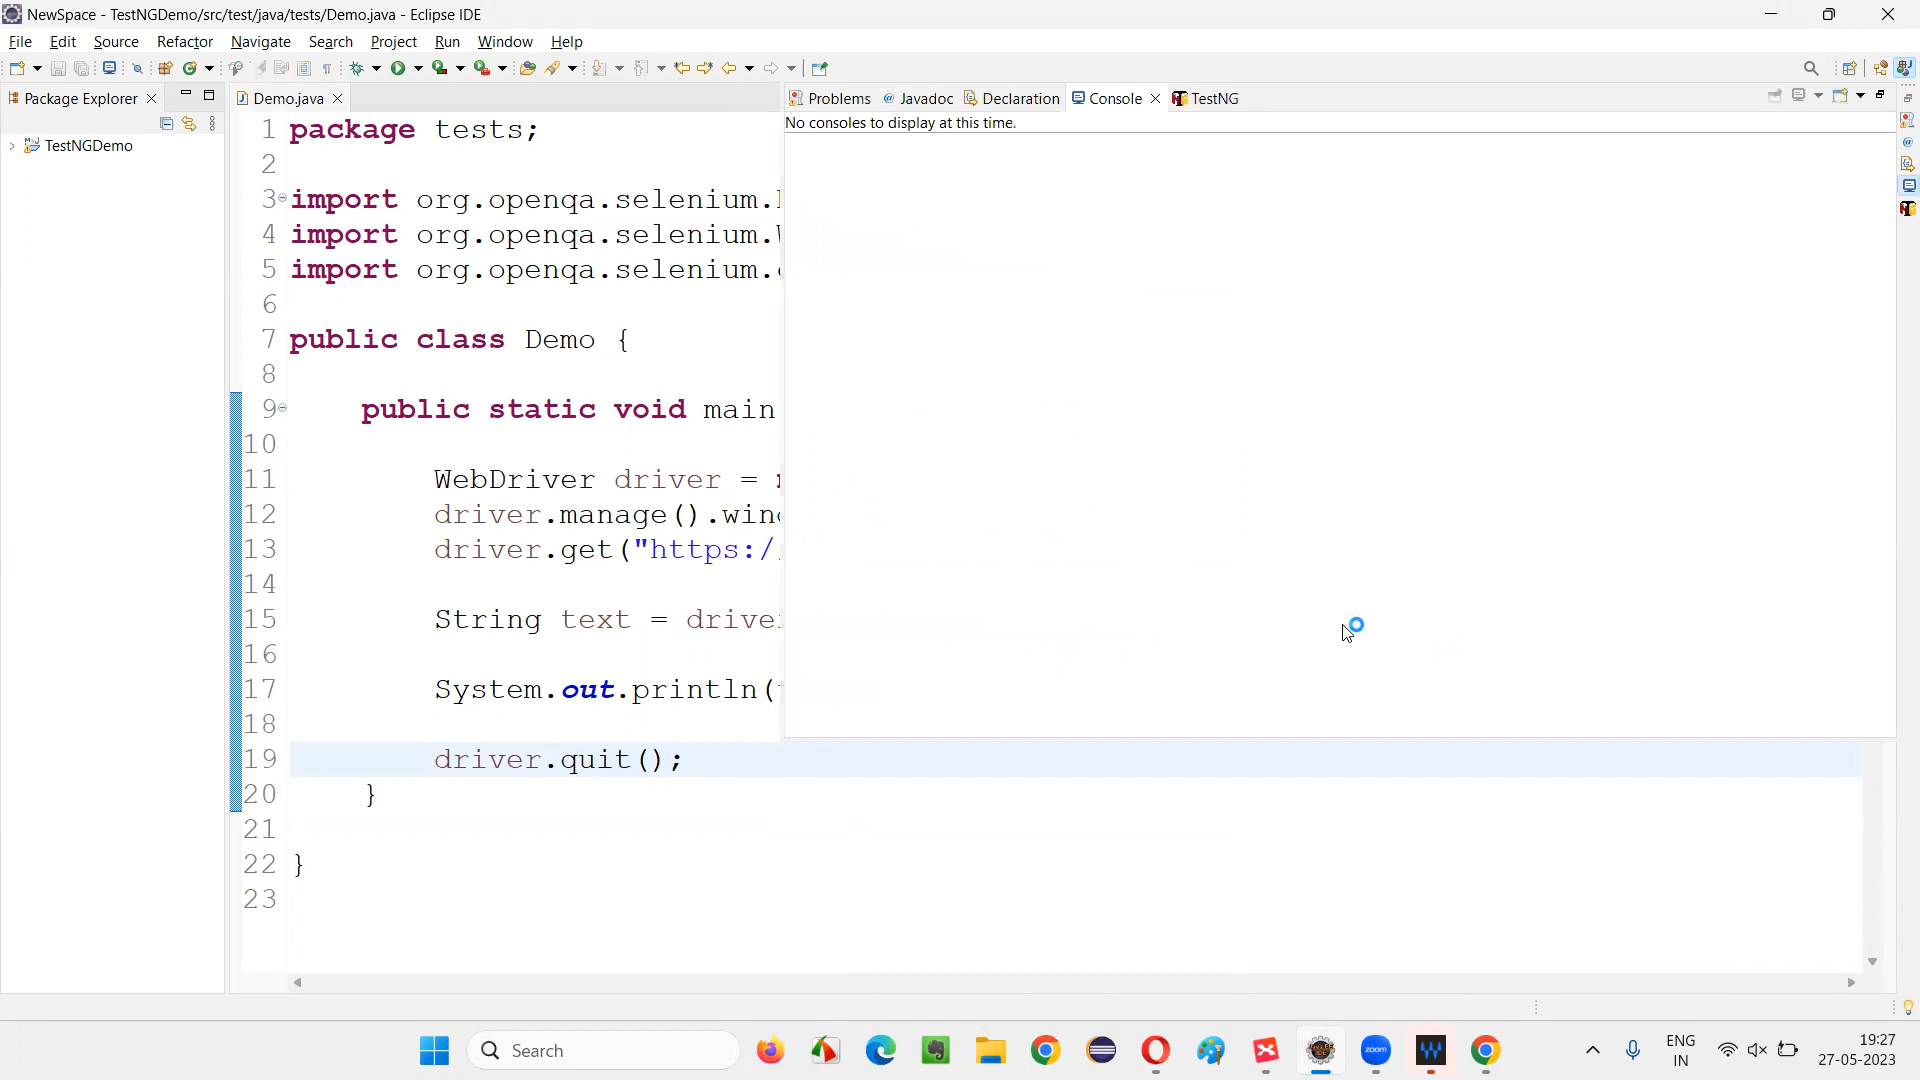 NewSpace - TestNGDemo/src/test/java/tests/Demo.java - Eclipse IDE
File Edit Source Refactor Navigate Search Project Run Window Help
Package Explorer
Demo.java
Problems Javadoc Declaration Console TestNG
No consoles to display at this time.
TestNGDemo
1 package tests;
2
3 import org.openqa.selenium.
4 import org.openqa.selenium.
5 import org.openqa.selenium.
6
7 public class Demo {
8
9 public static void main
10
11 WebDriver driver =
12 driver.manage().wind
13 driver.get("https:/
14
15 String text = driver
16
17 System.out.println(
18
19 driver.quit();
20 }
21
22 }
23
Search
zoom
ENG
IN
19:27
27-05-2023